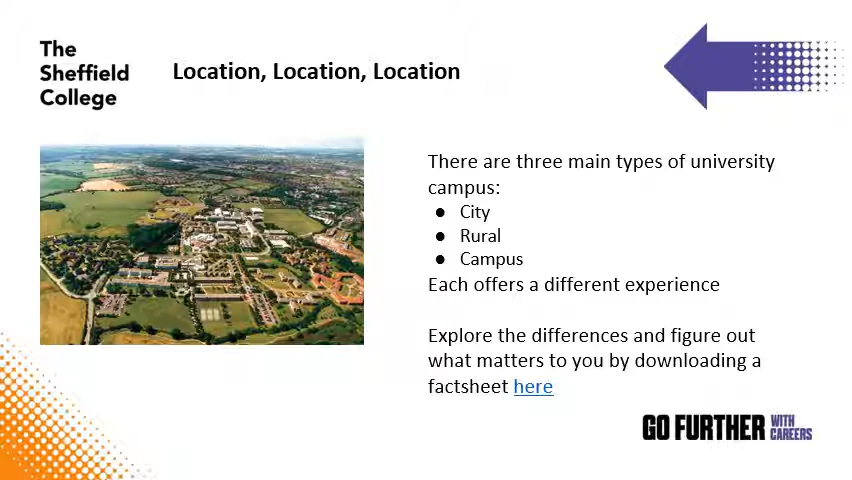 The
Sheffield
College
Location, Location, Location
There are three main types of university
campus:
● City
● Rural
● Campus
Each offers a different experience
Explore the differences and figure out
what matters to you by downloading a
factsheet here
GO FURTHER WITH
CAREERS